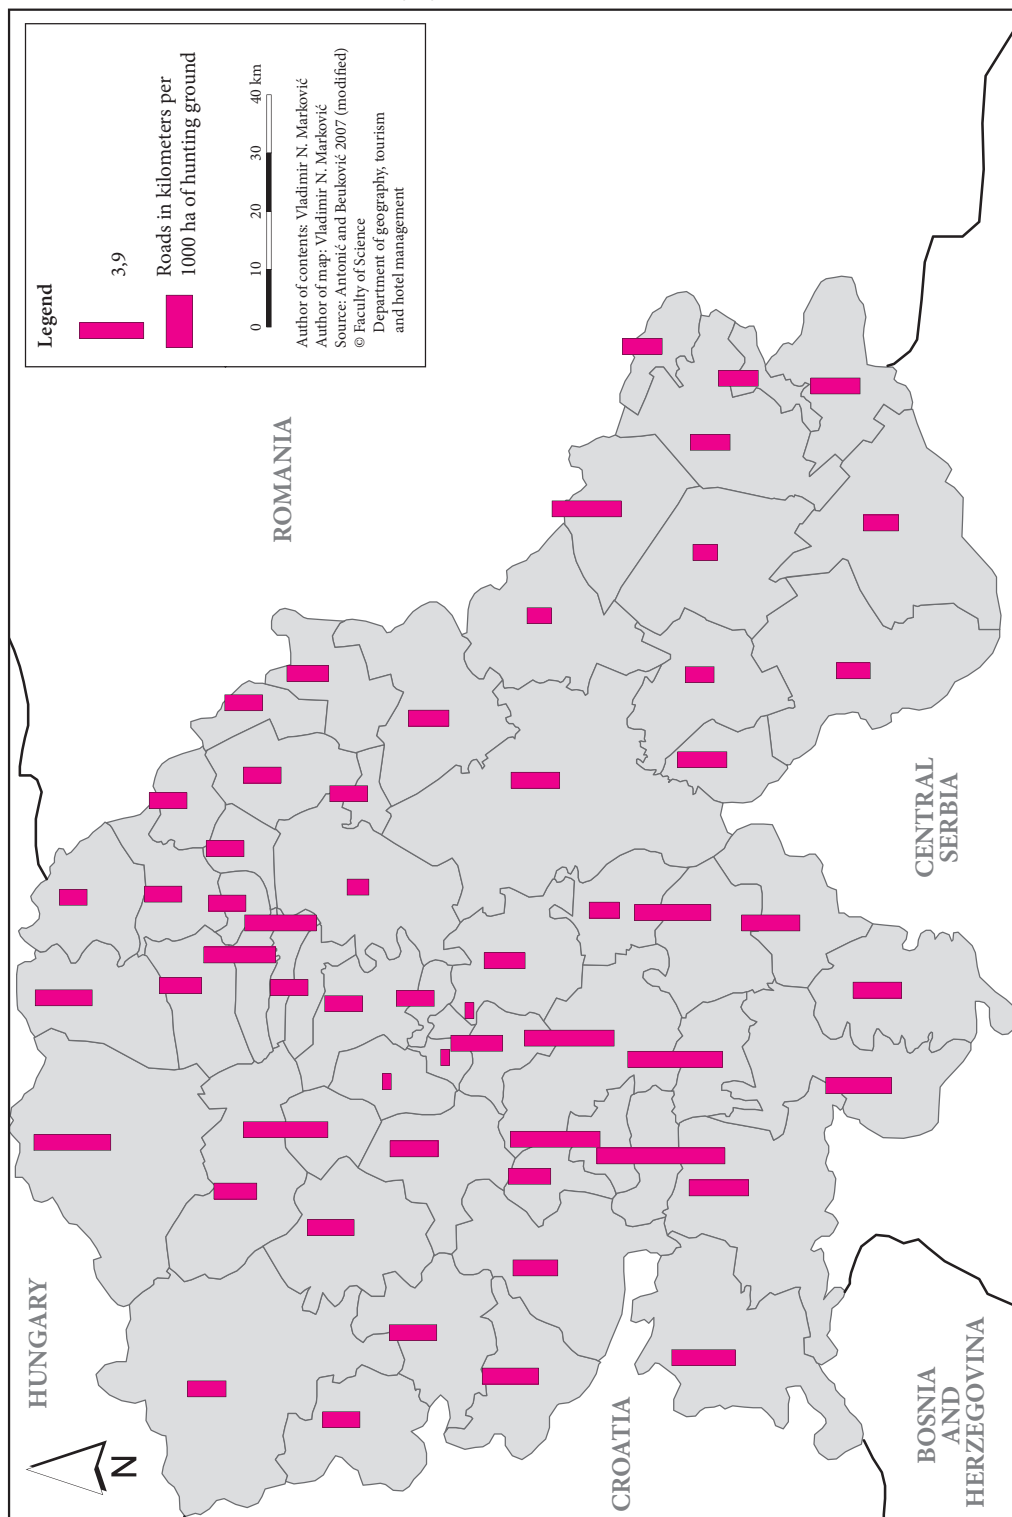 Legend
3,9
Roads in kilometers per
1000 ha of hunting ground
0 10 20 30 40 km
Author of contents: Vladimir N. Marković
Author of map: Vladimir N. Marković
Source: Antonić and Beuković 2007 (modified)
© Faculty of Science
Department of geography, tourism
and hotel management
HUNGARY
ROMANIA
CROATIA
CENTRAL
SERBIA
BOSNIA
AND
HERZEGOVINA
N